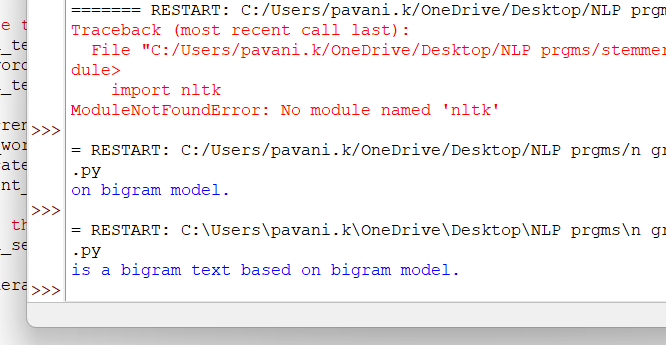 ======= RESTART: C:/Users/pavani.k/OneDrive/Desktop/NLP prgm
Traceback (most recent call last):
File "C:/Users/pavani.k/OneDrive/Desktop/NLP prgms/stemmer
dule>
import nltk
ModuleNotFoundError: No module named 'nltk'
>>>
= RESTART: C:/Users/pavani.k/OneDrive/Desktop/NLP prgms/n gr
.py
on bigram model.
>>>
= RESTART: C:\Users\pavani.k\OneDrive\Desktop\NLP prgms\n gr
.py
is a bigram text based on bigram model.
>>>